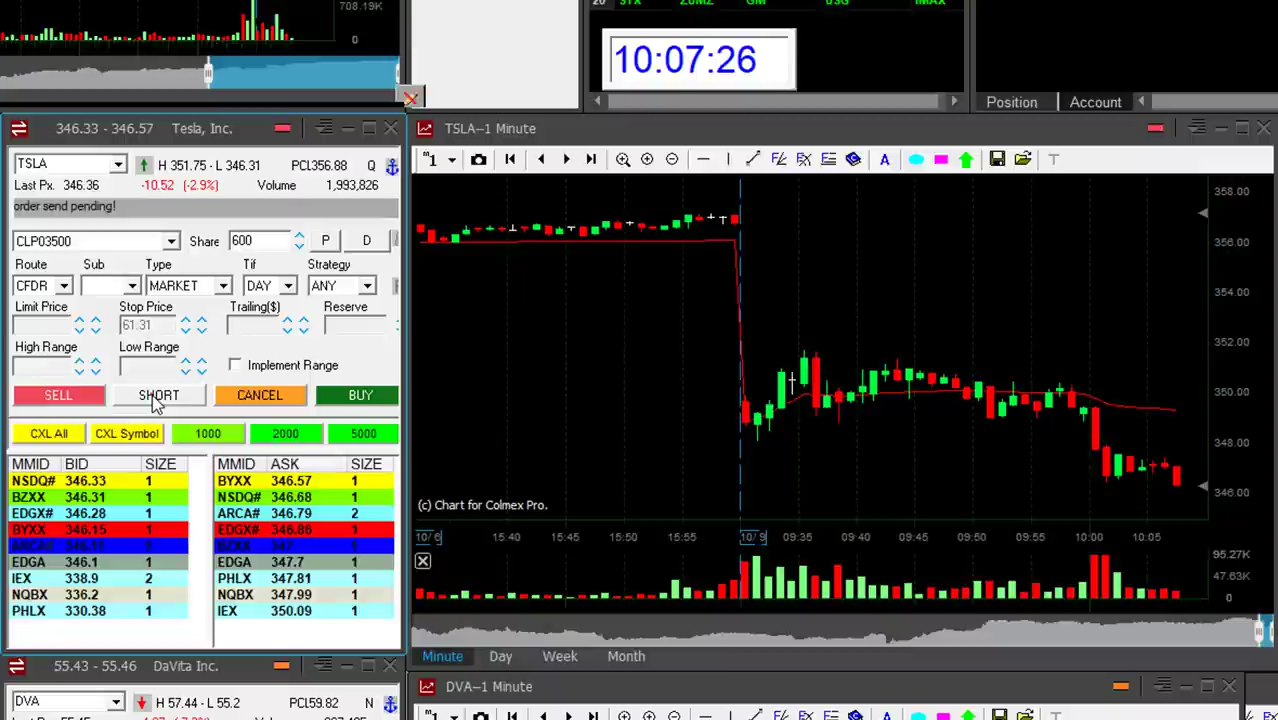 708.19K
0
20 STX ZUMZ GM USG IMAX
10:07:26
Position Account
346.33 - 346.57 Tesla, Inc.
TSLA H 351.75 - L 346.31 PCL356.88 Q
Last Px. 346.36 -10.52 (-2.9%) Volume 1,993,826
order send pending!
CLP03500 Share 600 P D
Route Sub Type Tif Strategy
CFDR MARKET DAY ANY
Limit Price Stop Price Trailing($) Reserve
61.31
High Range Low Range
Implement Range
SELL SHORT CANCEL BUY
CXL All CXL Symbol 1000 2000 5000
MMID BID SIZE MMID ASK SIZE
NSDQ# 346.33 1 BYXX 346.57 1
BZXX 346.31 1 NSDQ# 346.68 1
EDGX# 346.28 1 ARCA# 346.79 2
BYXX 346.15 1 EDGX# 346.86 1
BZXX 347 1
EDGA 346.1 1 EDGA 347.7 1
IEX 338.9 2 PHLX 347.81 1
NQBX 336.2 1 NQBX 347.99 1
PHLX 330.38 1 IEX 350.09 1
TSLA--1 Minute
1 A T
358.00
356.00
354.00
352.00
350.00
348.00
346.00
(c) Chart for Colmex Pro.
10/ 6 15:40 15:45 15:50 15:55 10/ 9 09:35 09:40 09:45 09:50 09:55 10:00 10:05
95.27K
47.63K
0
Minute Day Week Month
55.43 - 55.46 DaVita Inc.
DVA H 57.44 - L 55.2 PCL59.82 N
DVA--1 Minute